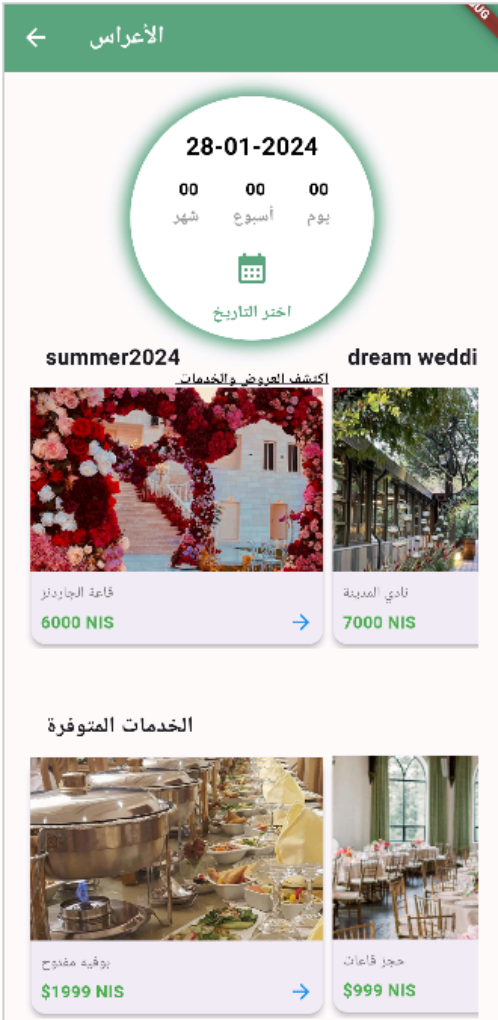 الأعراس
28-01-2024
00 00 00
شهر أسبوع يوم
اختر التاريخ
summer2024
dream weddi
اكتشف العروض والخدمات
قاعة الجاردنز
6000 NIS
نادي المدينة
7000 NIS
الخدمات المتوفرة
بوفيه مفتوح
$1999 NIS
حجز قاعات
$999 NIS